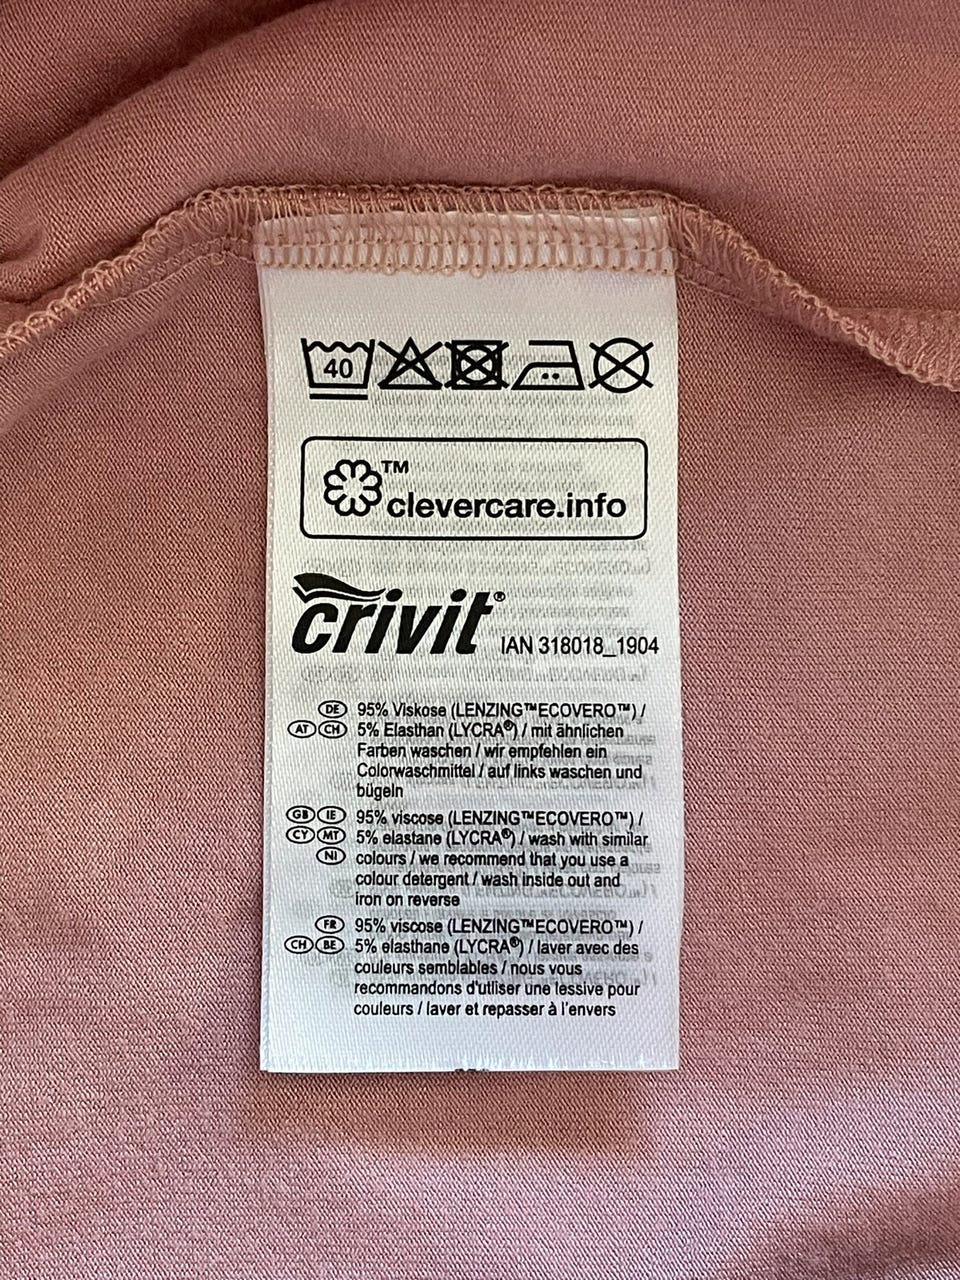 40
™
clevercare.info
crivit® IAN 318018_1904
DE 95% Viskose (LENZING™ECOVERO™) /
AT CH 5% Elasthan (LYCRA®) / mit ähnlichen
Farben waschen / wir empfehlen ein
Colorwaschmittel / auf links waschen und
bügeln
GB IE 95% viscose (LENZING™ECOVERO™) /
CY MT 5% elastane (LYCRA®) / wash with similar
NI colours / we recommend that you use a
colour detergent / wash inside out and
iron on reverse
FR 95% viscose (LENZING™ECOVERO™) /
CH BE 5% élasthane (LYCRA®) / laver avec des
couleurs semblables / nous vous
recommandons d'utliser une lessive pour
couleurs / laver et repasser à l'envers